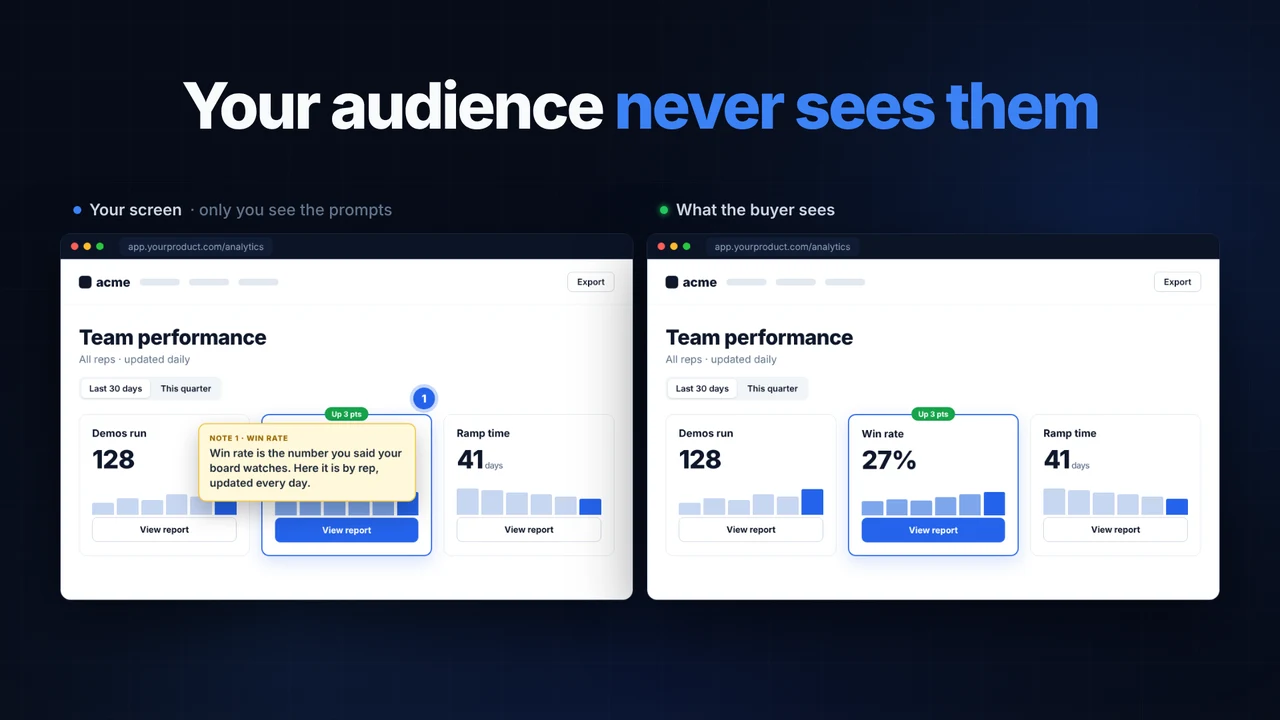 Your audience never sees them
Your screen · only you see the prompts
app.yourproduct.com/analytics
acme
Export
Team performance
All reps · updated daily
Last 30 days This quarter
1
Up 3 pts
Demos run
128
NOTE 1 · WIN RATE
Win rate is the number you said your
board watches. Here it is by rep,
updated every day.
Ramp time
41 days
View report
View report
View report
What the buyer sees
app.yourproduct.com/analytics
acme
Export
Team performance
All reps · updated daily
Last 30 days This quarter
Up 3 pts
Demos run
128
View report
Win rate
27%
View report
Ramp time
41 days
View report